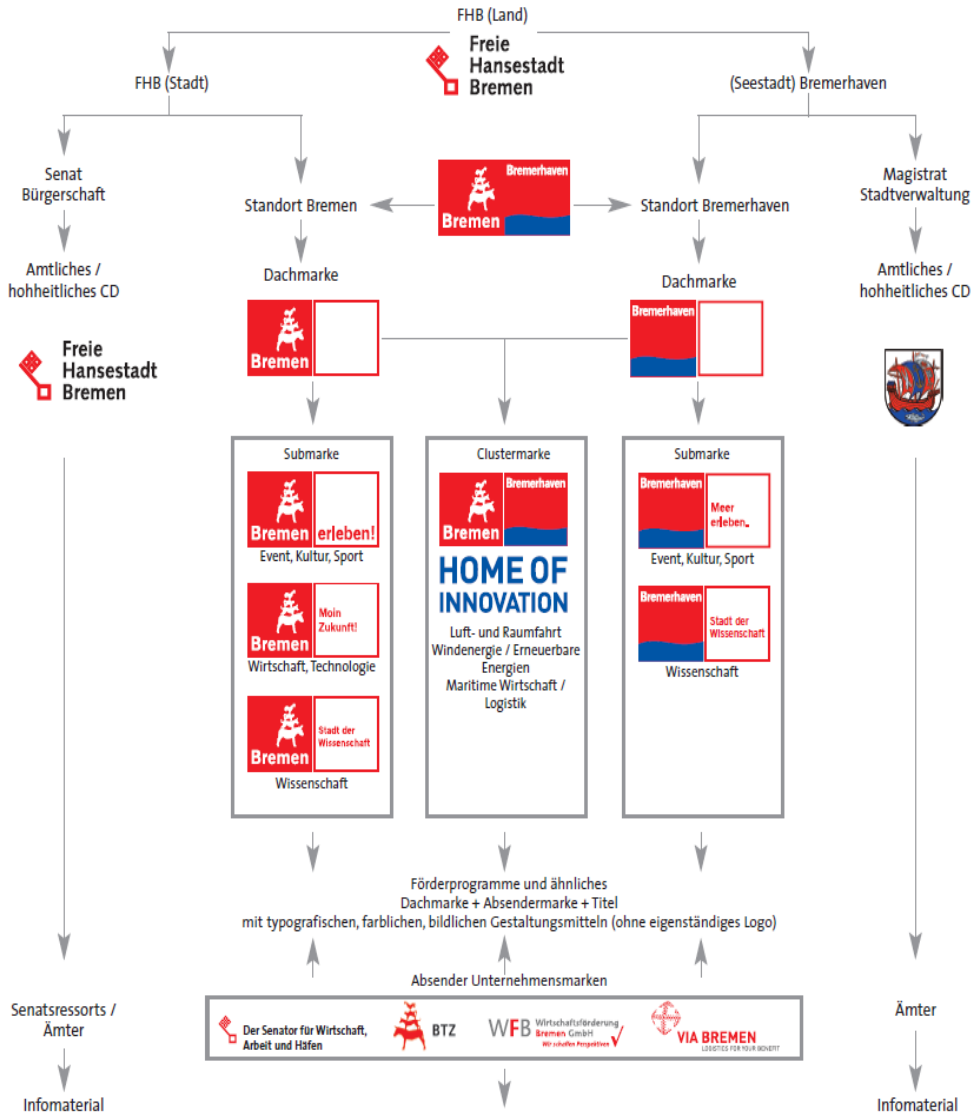 FHB (Land)
Freie
Hansestadt
Bremen
FHB (Stadt)
(Seestadt) Bremerhaven
Senat
Bürgerschaft
Standort Bremen
Bremen
Bremerhaven
Standort Bremerhaven
Magistrat
Stadtverwaltung
Amtliches /
hohheitliches CD
Dachmarke
Bremen
Dachmarke
Bremerhaven
Amtliches /
hohheitliches CD
Freie
Hansestadt
Bremen
Submarke
Bremen
erleben!
Event, Kultur, Sport
Bremen
Moin
Zukunft!
Wirtschaft, Technologie
Bremen
Stadt der
Wissenschaft
Wissenschaft
Clustermarke
Bremen
Bremerhaven
HOME OF
INNOVATION
Luft- und Raumfahrt
Windenergie / Erneuerbare
Energien
Maritime Wirtschaft /
Logistik
Submarke
Bremerhaven
Meer
erleben.
Event, Kultur, Sport
Bremerhaven
Stadt der
Wissenschaft
Wissenschaft
Förderprogramme und ähnliches
Dachmarke + Absendermarke + Titel
mit typografischen, farblichen, bildlichen Gestaltungsmitteln (ohne eigenständiges Logo)
Absender Unternehmensmarken
Senatsressorts /
Ämter
Der Senator für Wirtschaft,
Arbeit und Häfen
BTZ
WFB Wirtschaftsförderung
Bremen GmbH
Wir schaffen Perspektiven
VIA BREMEN
LOGISTICS FOR YOUR BENEFIT
Ämter
Infomaterial
Infomaterial